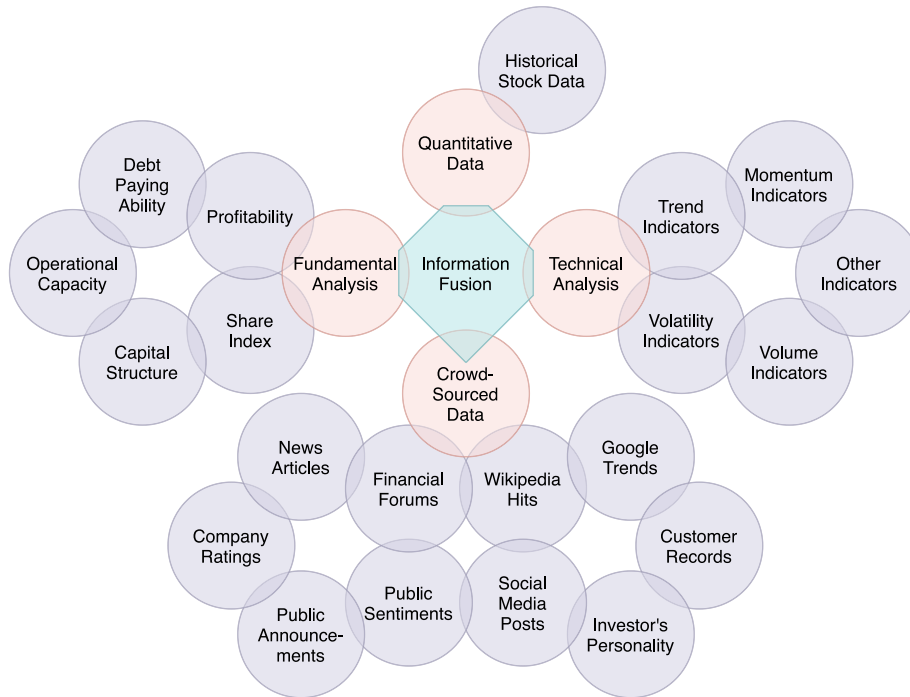 Historical
Stock Data
Quantitative
Data
Debt
Paying
Ability
Profitability
Operational
Capacity
Capital
Structure
Share
Index
Fundamental
Analysis
Information
Fusion
Technical
Analysis
Trend
Indicators
Momentum
Indicators
Other
Indicators
Volatility
Indicators
Volume
Indicators
Crowd-
Sourced
Data
News
Articles
Financial
Forums
Wikipedia
Hits
Google
Trends
Company
Ratings
Customer
Records
Public
Announce-
ments
Public
Sentiments
Social
Media
Posts
Investor's
Personality